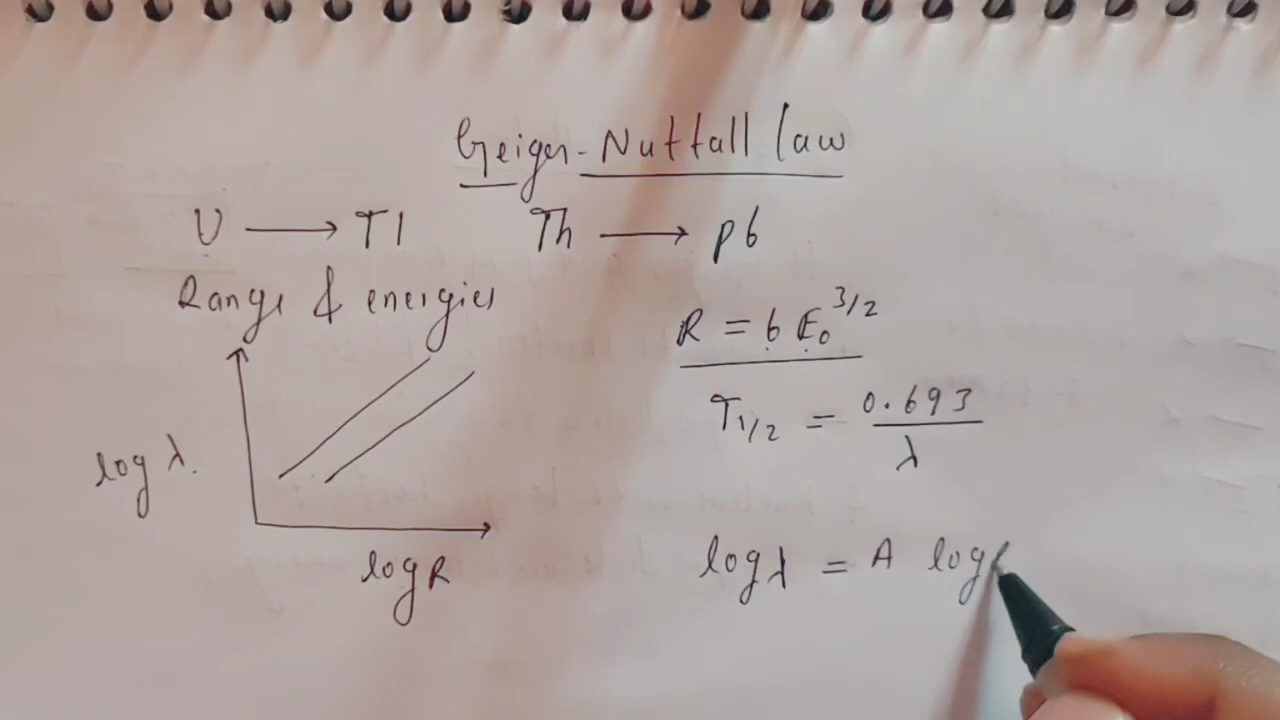 Geiger-Nuttall law
U → Tl Th → Pb
Range & energies
R = b E₀^3/2
T1/2 = 0.693/λ
log λ.
log R
log λ = A log